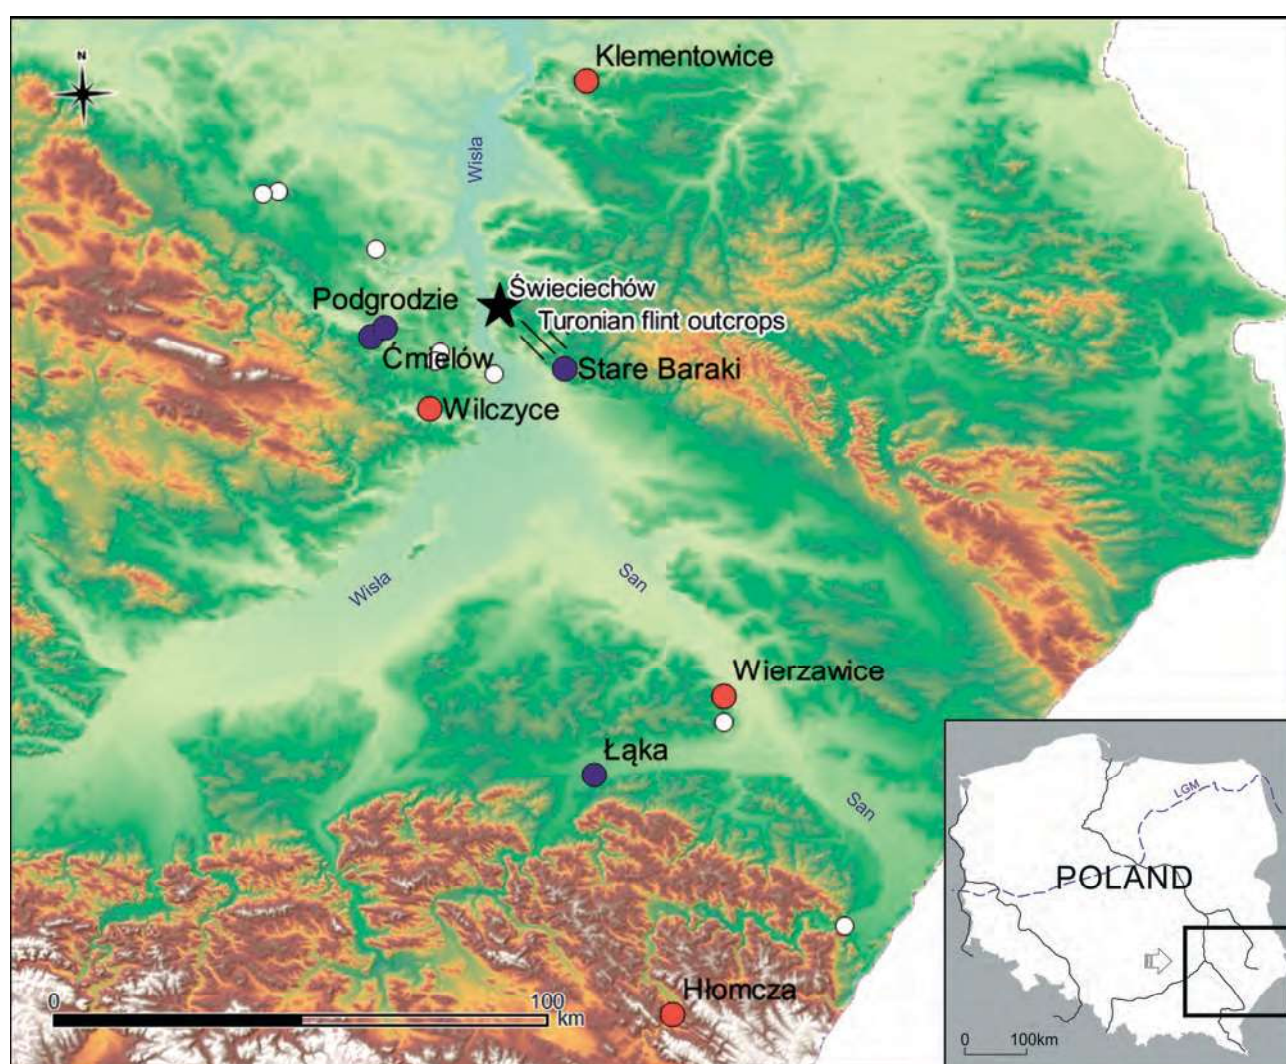 N
Klementowice
Wisła
Świeciechów
Podgrodzie
Turonian flint outcrops
Ćmielów
Stare Baraki
Wilczyce
Wisła
San
Wierzawice
Łąka
San
LGM
POLAND
Hłomcza
0
100
km
0
100km